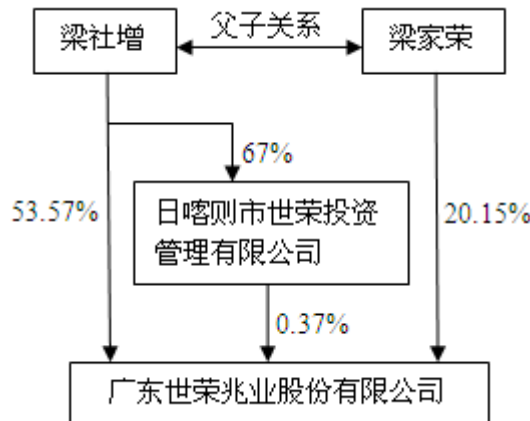 梁社增
父子关系
梁家荣
67%
53.57%
日喀则市世荣投资
管理有限公司
20.15%
0.37%
广东世荣兆业股份有限公司